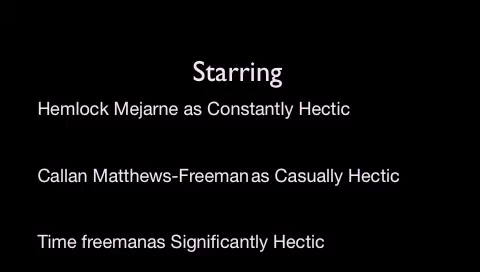 Starring
Hemlock Mejarne as Constantly Hectic
Callan Matthews-Freeman as Casually Hectic
Time freemanas Significantly Hectic